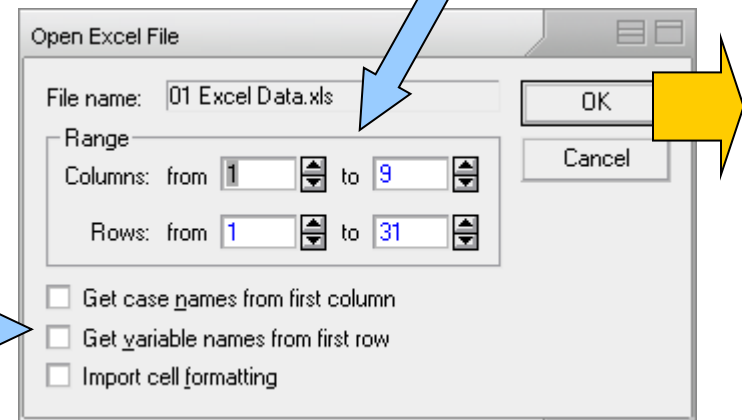 Open Excel File
File name: 01 Excel Data.xls
OK
Range
Cancel
Columns: from 1 to 9
Rows: from 1 to 31
Get case names from first column
Get variable names from first row
Import cell formatting